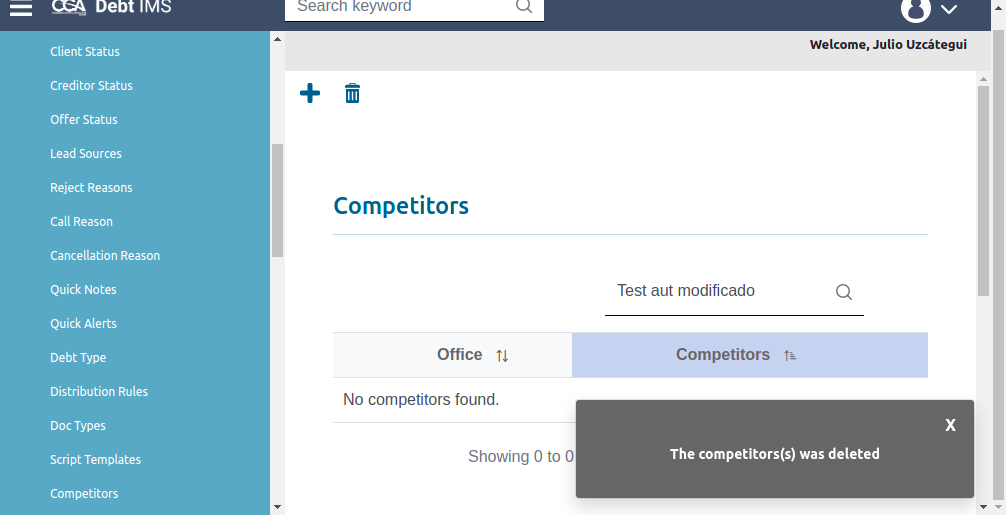 CCA Debt IMS
Search keyword
Welcome, Julio Uzcátegui
Client Status
Creditor Status
Offer Status
Lead Sources
Reject Reasons
Call Reason
Cancellation Reason
Quick Notes
Quick Alerts
Debt Type
Distribution Rules
Doc Types
Script Templates
Competitors
Competitors
Test aut modificado
Office Competitors
No competitors found.
Showing 0 to 0
X
The competitors(s) was deleted